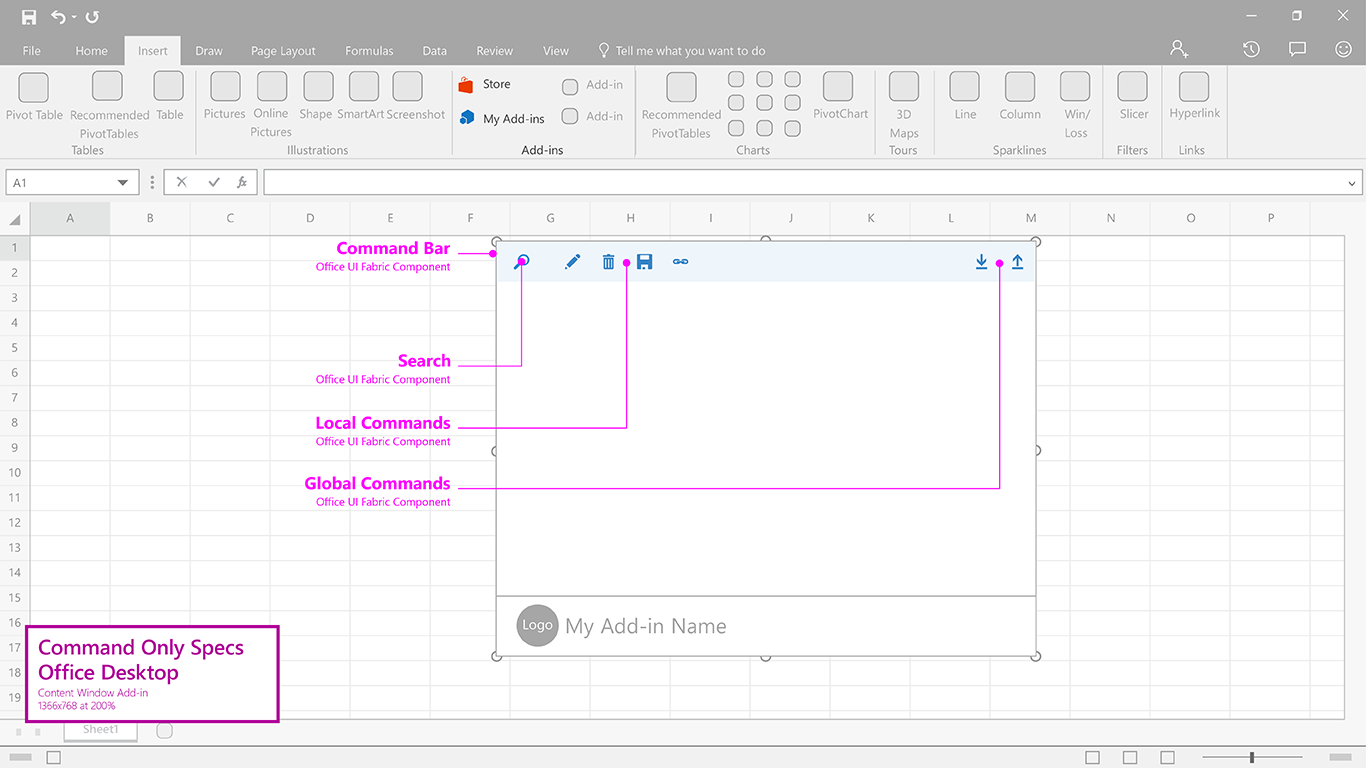 File Home Insert Draw Page Layout Formulas Data Review View Tell me what you want to do
Pivot Table
Recommended
PivotTables
Table
Tables
Pictures
Online
Pictures
Shape
SmartArt
Screenshot
Illustrations
Store
My Add-ins
Add-in
Add-in
Add-ins
Recommended
PivotTables
PivotChart
Charts
3D
Maps
Tours
Line
Column
Win/
Loss
Sparklines
Slicer
Filters
Hyperlink
Links
A1
fx
A B C D E F G H I J K L M N O P
1
2
3
4
5
6
7
8
9
10
11
12
13
14
15
16
17
18
19
Command Bar
Office UI Fabric Component
Search
Office UI Fabric Component
Local Commands
Office UI Fabric Component
Global Commands
Office UI Fabric Component
Logo
My Add-in Name
Command Only Specs
Office Desktop
Content Window Add-in
1366x768 at 200%
Sheet1